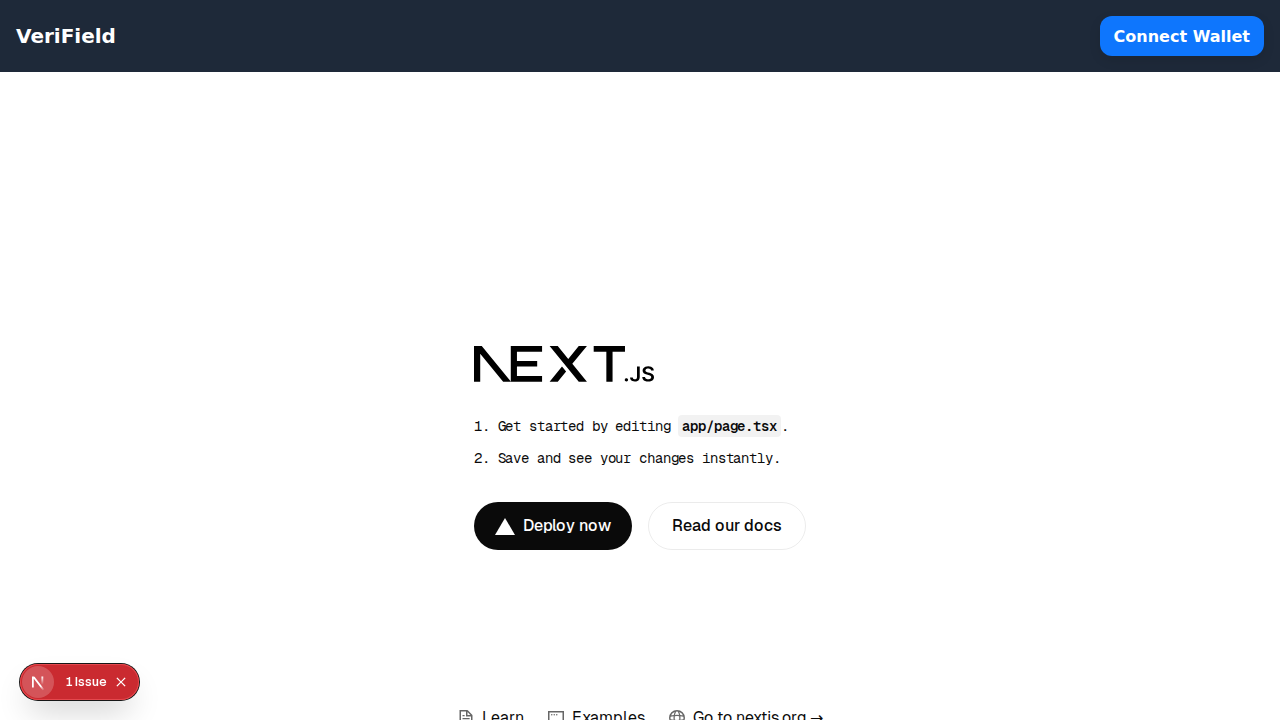 VeriField
Connect Wallet
NEXT.JS
1. Get started by editing app/page.tsx.
2. Save and see your changes instantly.
Deploy now
Read our docs
N 1 Issue
Learn
Examples
Go to nextjs.org →